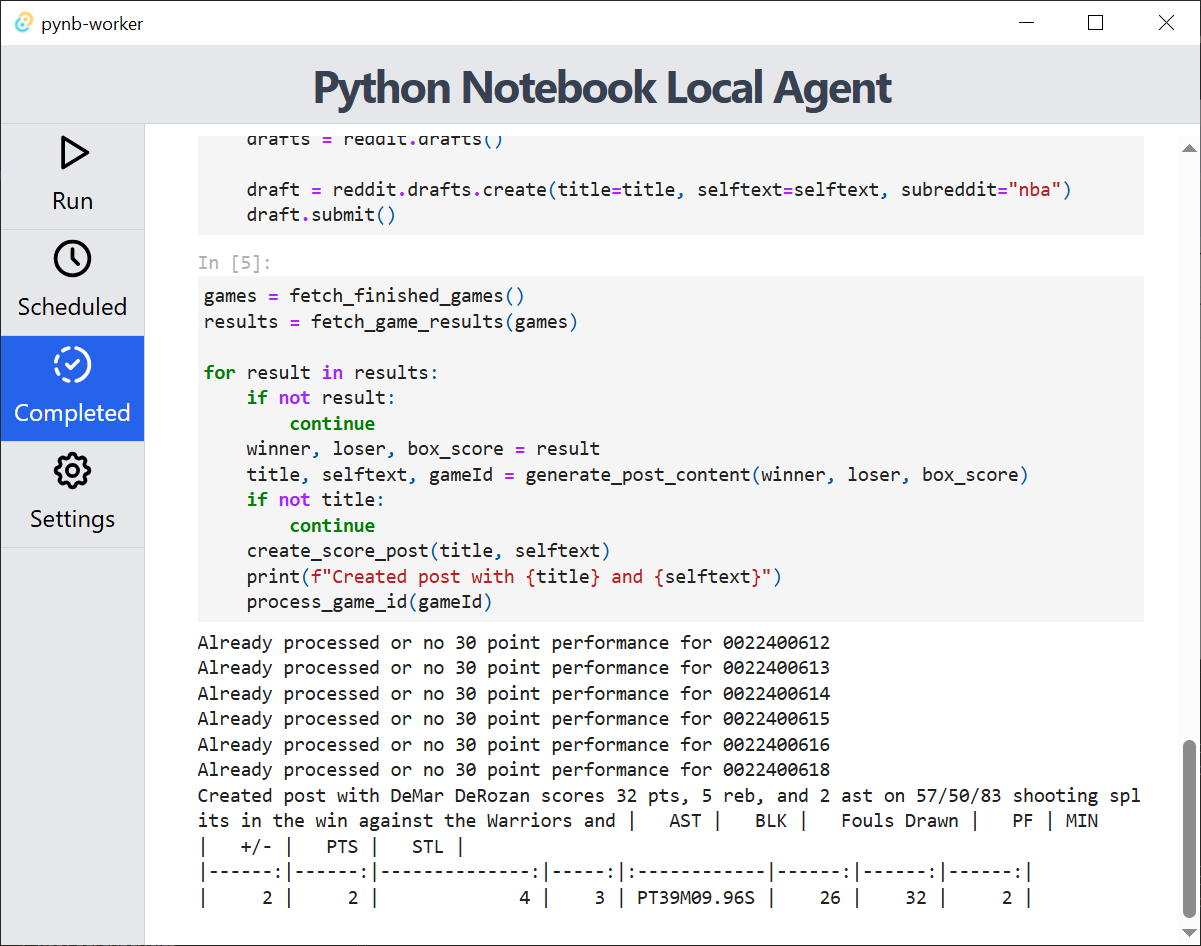 pynb-worker
Python Notebook Local Agent
Run
Scheduled
Completed
Settings
drafts = reddit.drafts()
draft = reddit.drafts.create(title=title, selftext=selftext, subreddit="nba")
draft.submit()
In [5]:
games = fetch_finished_games()
results = fetch_game_results(games)
for result in results:
if not result:
continue
winner, loser, box_score = result
title, selftext, gameId = generate_post_content(winner, loser, box_score)
if not title:
continue
create_score_post(title, selftext)
print(f"Created post with {title} and {selftext}")
process_game_id(gameId)
Already processed or no 30 point performance for 0022400612
Already processed or no 30 point performance for 0022400613
Already processed or no 30 point performance for 0022400614
Already processed or no 30 point performance for 0022400615
Already processed or no 30 point performance for 0022400616
Already processed or no 30 point performance for 0022400618
Created post with DeMar DeRozan scores 32 pts, 5 reb, and 2 ast on 57/50/83 shooting spl
its in the win against the Warriors and |   AST |   BLK |   Fouls Drawn |   PF | MIN
|   +/- |   PTS |   STL |
|------:|------:|--------------:|-----:|:------------|------:|------:|------:|
|     2 |     2 |             4 |    3 | PT39M09.96S |    26 |    32 |     2 |